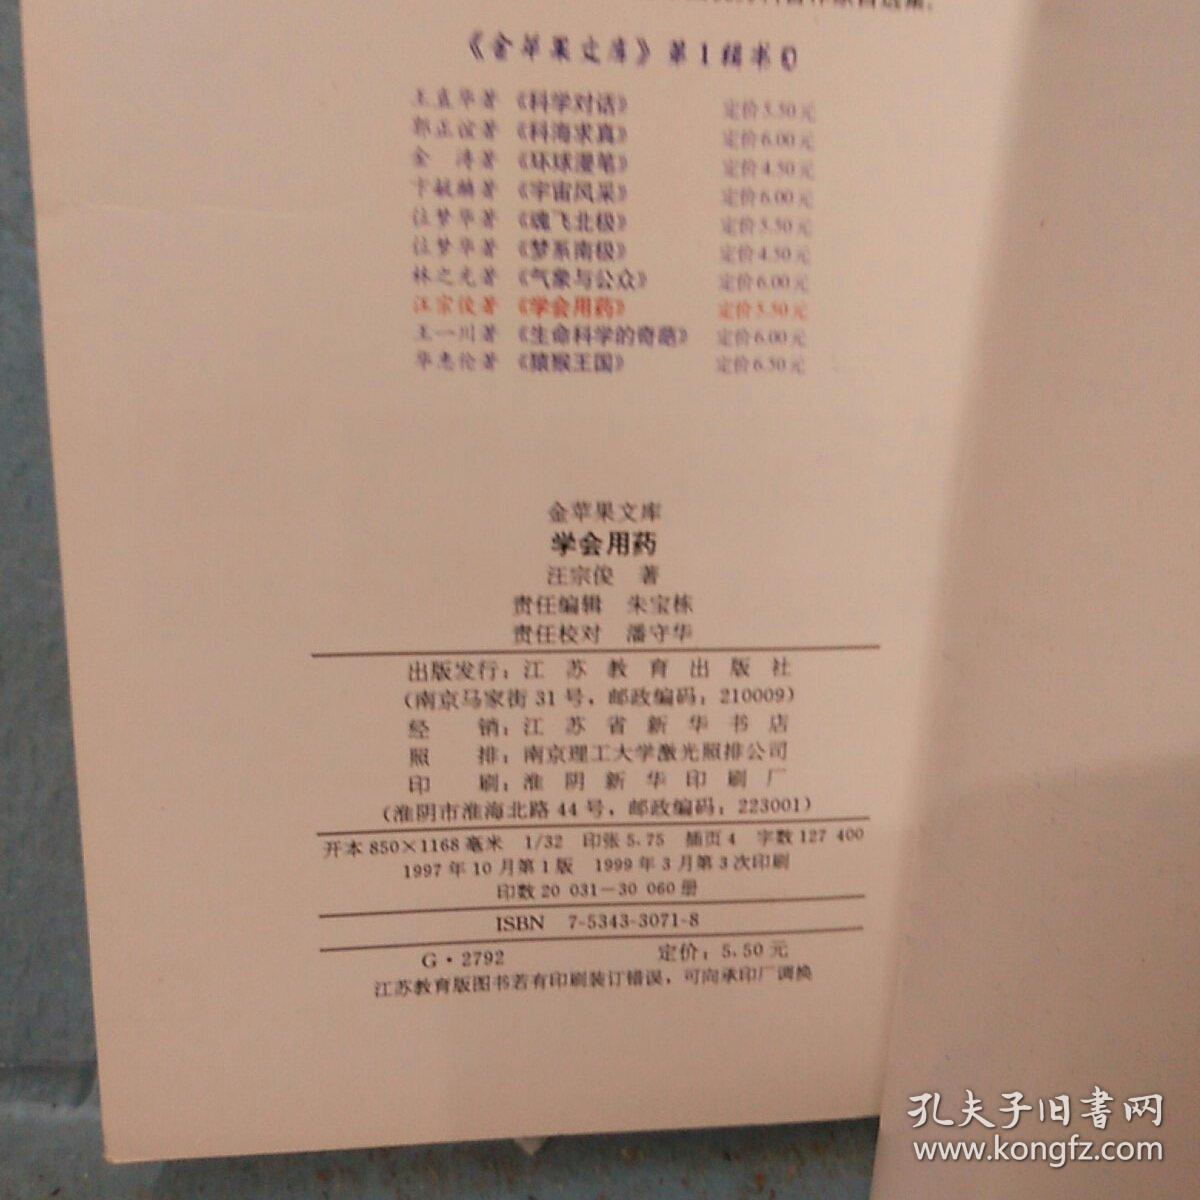 《金苹果文库》第1辑书目
王直华著 《科学对话》 定价5.50元
郭正谊著 《科海求真》 定价6.00元
金 涛著 《环球漫笔》 定价4.50元
卞毓麟著 《宇宙风采》 定价6.00元
位梦华著 《魂飞北极》 定价5.50元
位梦华著 《梦系南极》 定价4.50元
林之光著 《气象与公众》 定价6.00元
汪宗俊著 《学会用药》 定价5.50元
王一川著 《生命科学的奇葩》 定价6.00元
华惠伦著 《猿猴王国》 定价6.50元
金苹果文库
学会用药
汪宗俊 著
责任编辑 朱宝栋
责任校对 潘守华
出版发行：江苏教育出版社
（南京马家街31号，邮政编码：210009）
经 销：江苏省新华书店
照 排：南京理工大学激光照排公司
印 刷：淮阴新华印刷厂
（淮阴市淮海北路44号，邮政编码：223001）
开本850×1168毫米 1/32 印张5.75 插页4 字数127 400
1997年10月第1版 1999年3月第3次印刷
印数20 031—30 060册
ISBN 7-5343-3071-8
G·2792 定价：5.50元
江苏教育版图书若有印刷装订错误，可向承印厂调换
孔夫子旧书网
www.kongfz.com